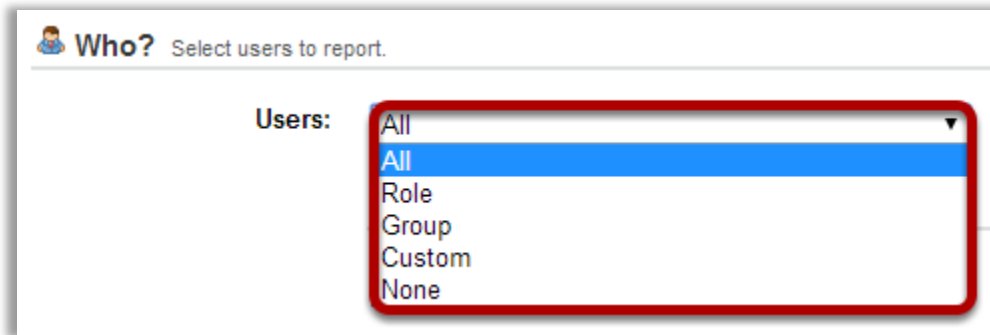 Who? Select users to report.
Users: All
All
Role
Group
Custom
None